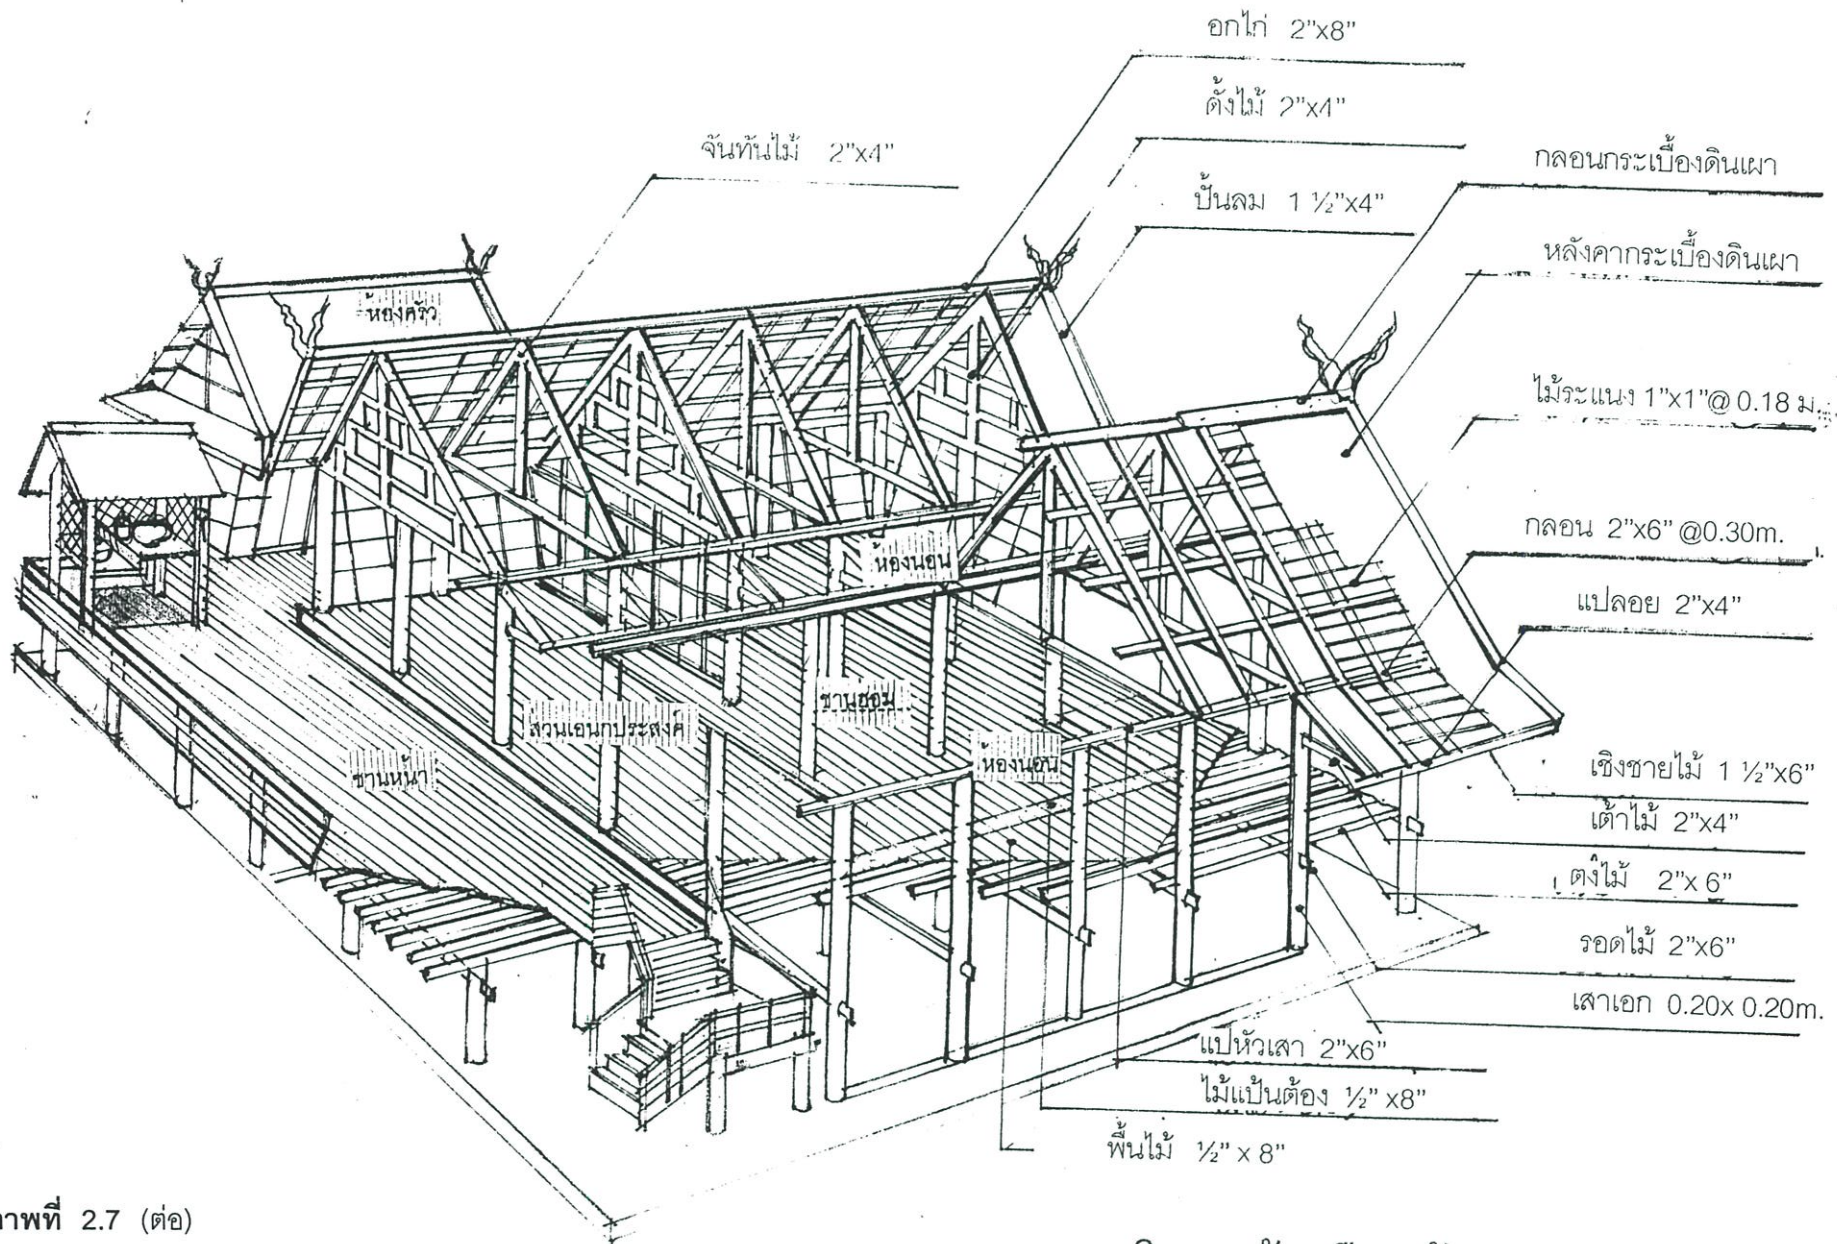 อกไก่ 2"x8"
ดั้งไม้ 2"x4"
จันทันไม้ 2"x4"
กลอนกระเบื้องดินเผา
ปั้นลม 1 ½"x4"
หลังคากระเบื้องดินเผา
ห้องครัว
ไม้ระแนง 1"x1"@ 0.18 ม.
กลอน 2"x6" @0.30m.
ห้องนอน
แปลอย 2"x4"
ชานฮ่อม
ส่วนเอนกประสงค์
ห้องนอน
ชานหน้า
เชิงชายไม้ 1 ½"x6"
เต้าไม้ 2"x4"
ตงไม้ 2"x 6"
รอดไม้ 2"x6"
เสาเอก 0.20x 0.20m.
แปหัวเสา 2"x6"
ไม้แป้นต้อง ½" x8"
พื้นไม้ ½" x 8"
าพที่ 2.7 (ต่อ)